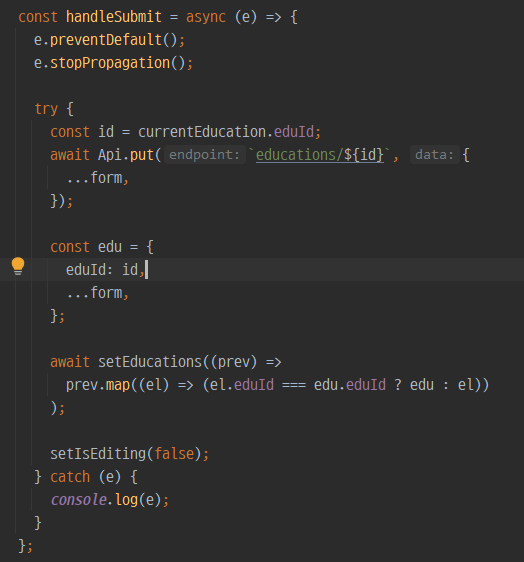 const handleSubmit = async (e) => {
  e.preventDefault();
  e.stopPropagation();

  try {
    const id = currentEducation.eduId;
    await Api.put( endpoint: `educations/${id}`, data: {
      ...form,
    });

    const edu = {
      eduId: id,
      ...form,
    };

    await setEducations((prev) =>
      prev.map((el) => (el.eduId === edu.eduId ? edu : el))
    );

    setIsEditing(false);
  } catch (e) {
    console.log(e);
  }
};